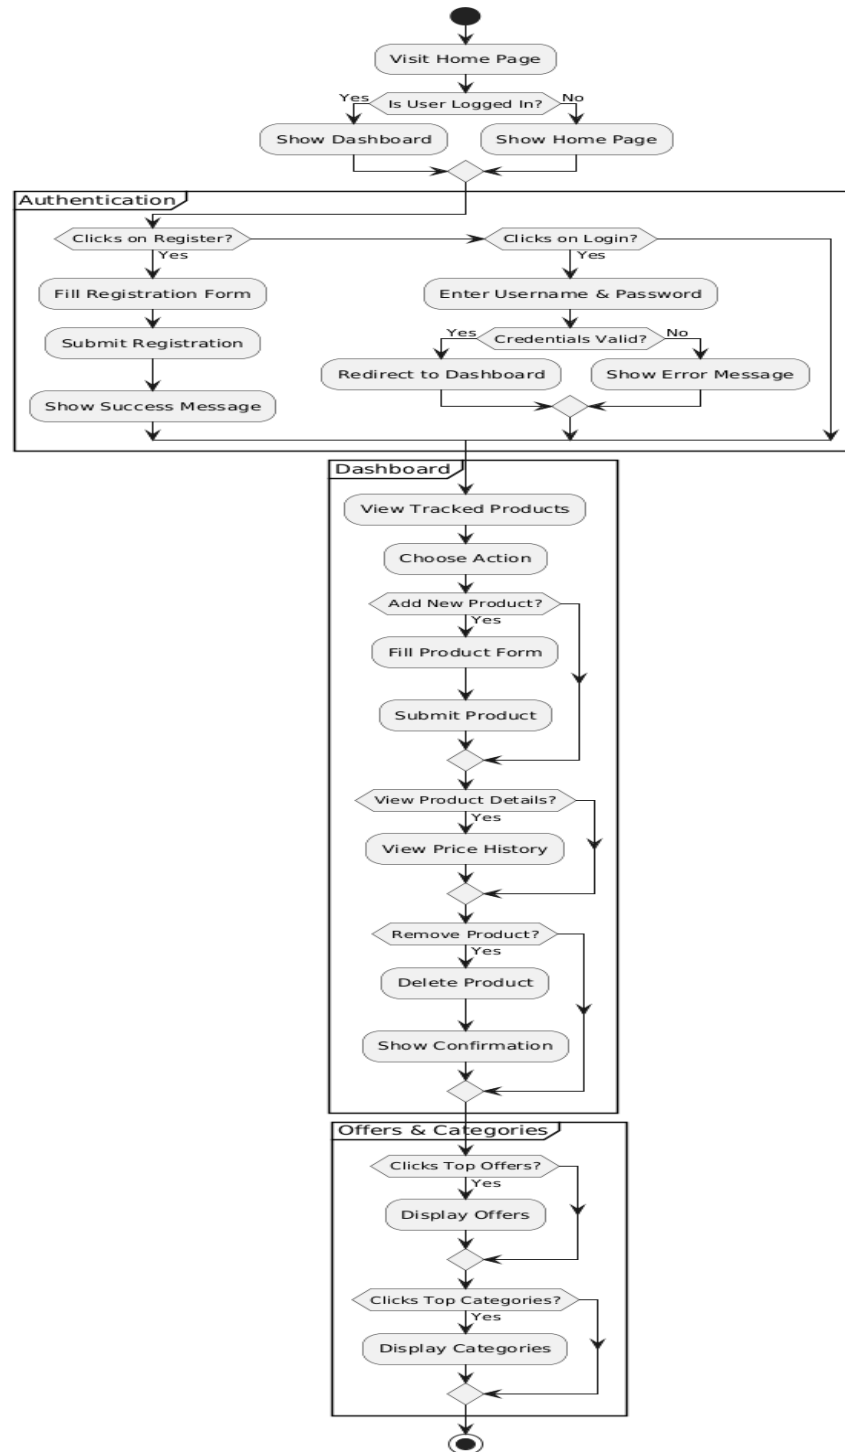 Visit Home Page
Yes
Is User Logged In?
No
Show Dashboard
Show Home Page
Authentication
Clicks on Register?
Clicks on Login?
Yes
Yes
Fill Registration Form
Enter Username & Password
Submit Registration
Yes
Credentials Valid?
No
Redirect to Dashboard
Show Error Message
Show Success Message
Dashboard
View Tracked Products
Choose Action
Add New Product?
Yes
Fill Product Form
Submit Product
View Product Details?
Yes
View Price History
Remove Product?
Yes
Delete Product
Show Confirmation
Offers & Categories
Clicks Top Offers?
Yes
Display Offers
Clicks Top Categories?
Yes
Display Categories